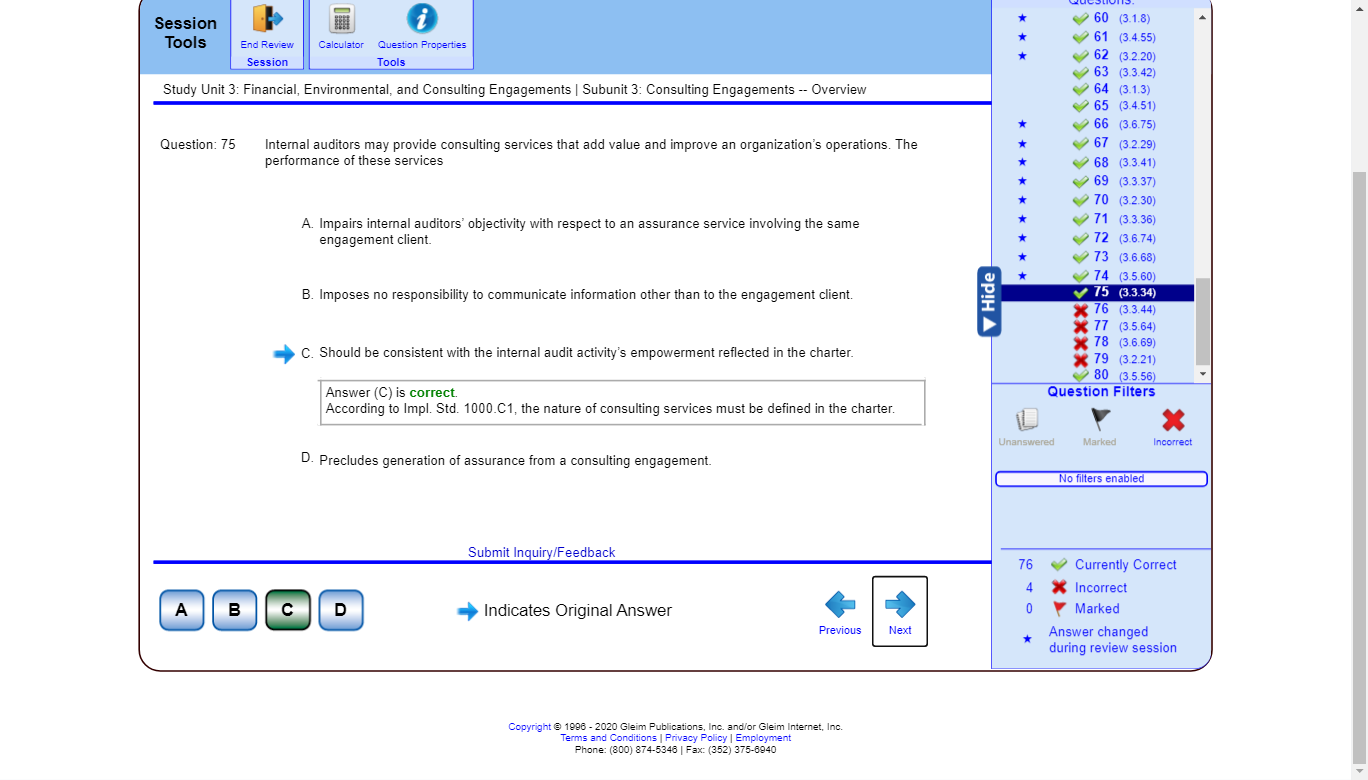 Session
Tools
End Review
Session
Calculator
Question Properties
Tools
Study Unit 3: Financial, Environmental, and Consulting Engagements | Subunit 3: Consulting Engagements -- Overview
Question: 75
Internal auditors may provide consulting services that add value and improve an organization's operations. The
performance of these services
A. Impairs internal auditors' objectivity with respect to an assurance service involving the same
engagement client.
B. Imposes no responsibility to communicate information other than to the engagement client.
C. Should be consistent with the internal audit activity's empowerment reflected in the charter.
Answer (C) is correct.
According to Impl. Std. 1000.C1, the nature of consulting services must be defined in the charter.
D. Precludes generation of assurance from a consulting engagement.
Submit Inquiry/Feedback
A
B
C
D
Indicates Original Answer
Previous
Next
Hide
Questions:
60 (3.1.8)
61 (3.4.55)
62 (3.2.20)
63 (3.3.42)
64 (3.1.3)
65 (3.4.51)
66 (3.6.75)
67 (3.2.29)
68 (3.3.41)
69 (3.3.37)
70 (3.2.30)
71 (3.3.36)
72 (3.6.74)
73 (3.6.68)
74 (3.5.60)
75 (3.3.34)
76 (3.3.44)
77 (3.5.64)
78 (3.6.69)
79 (3.2.21)
80 (3.5.56)
Question Filters
Unanswered
Marked
Incorrect
No filters enabled
76 Currently Correct
4 Incorrect
0 Marked
Answer changed
during review session
Copyright © 1996 - 2020 Gleim Publications, Inc. and/or Gleim Internet, Inc.
Terms and Conditions | Privacy Policy | Employment
Phone: (800) 874-5346 | Fax: (352) 375-6940